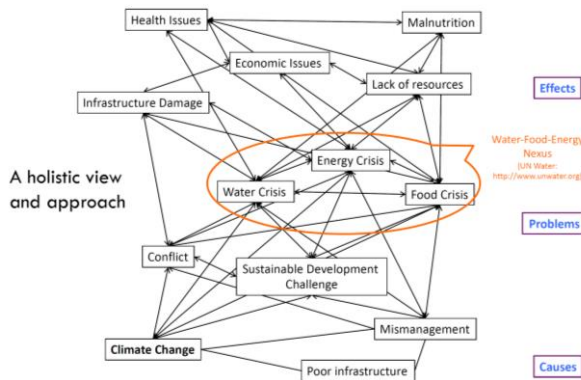 Health Issues
Malnutrition
Economic Issues
Lack of resources
Effects
Infrastructure Damage
Water-Food-Energy
Nexus
(UN Water:
http://www.unwater.org)
Energy Crisis
A holistic view
and approach
Water Crisis
Food Crisis
Problems
Conflict
Sustainable Development
Challenge
Mismanagement
Climate Change
Poor infrastructure
Causes